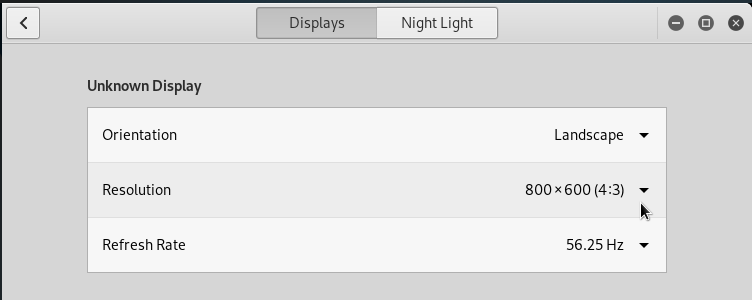 Displays Night Light
Unknown Display
Orientation Landscape
Resolution 800×600 (4:3)
Refresh Rate 56.25 Hz